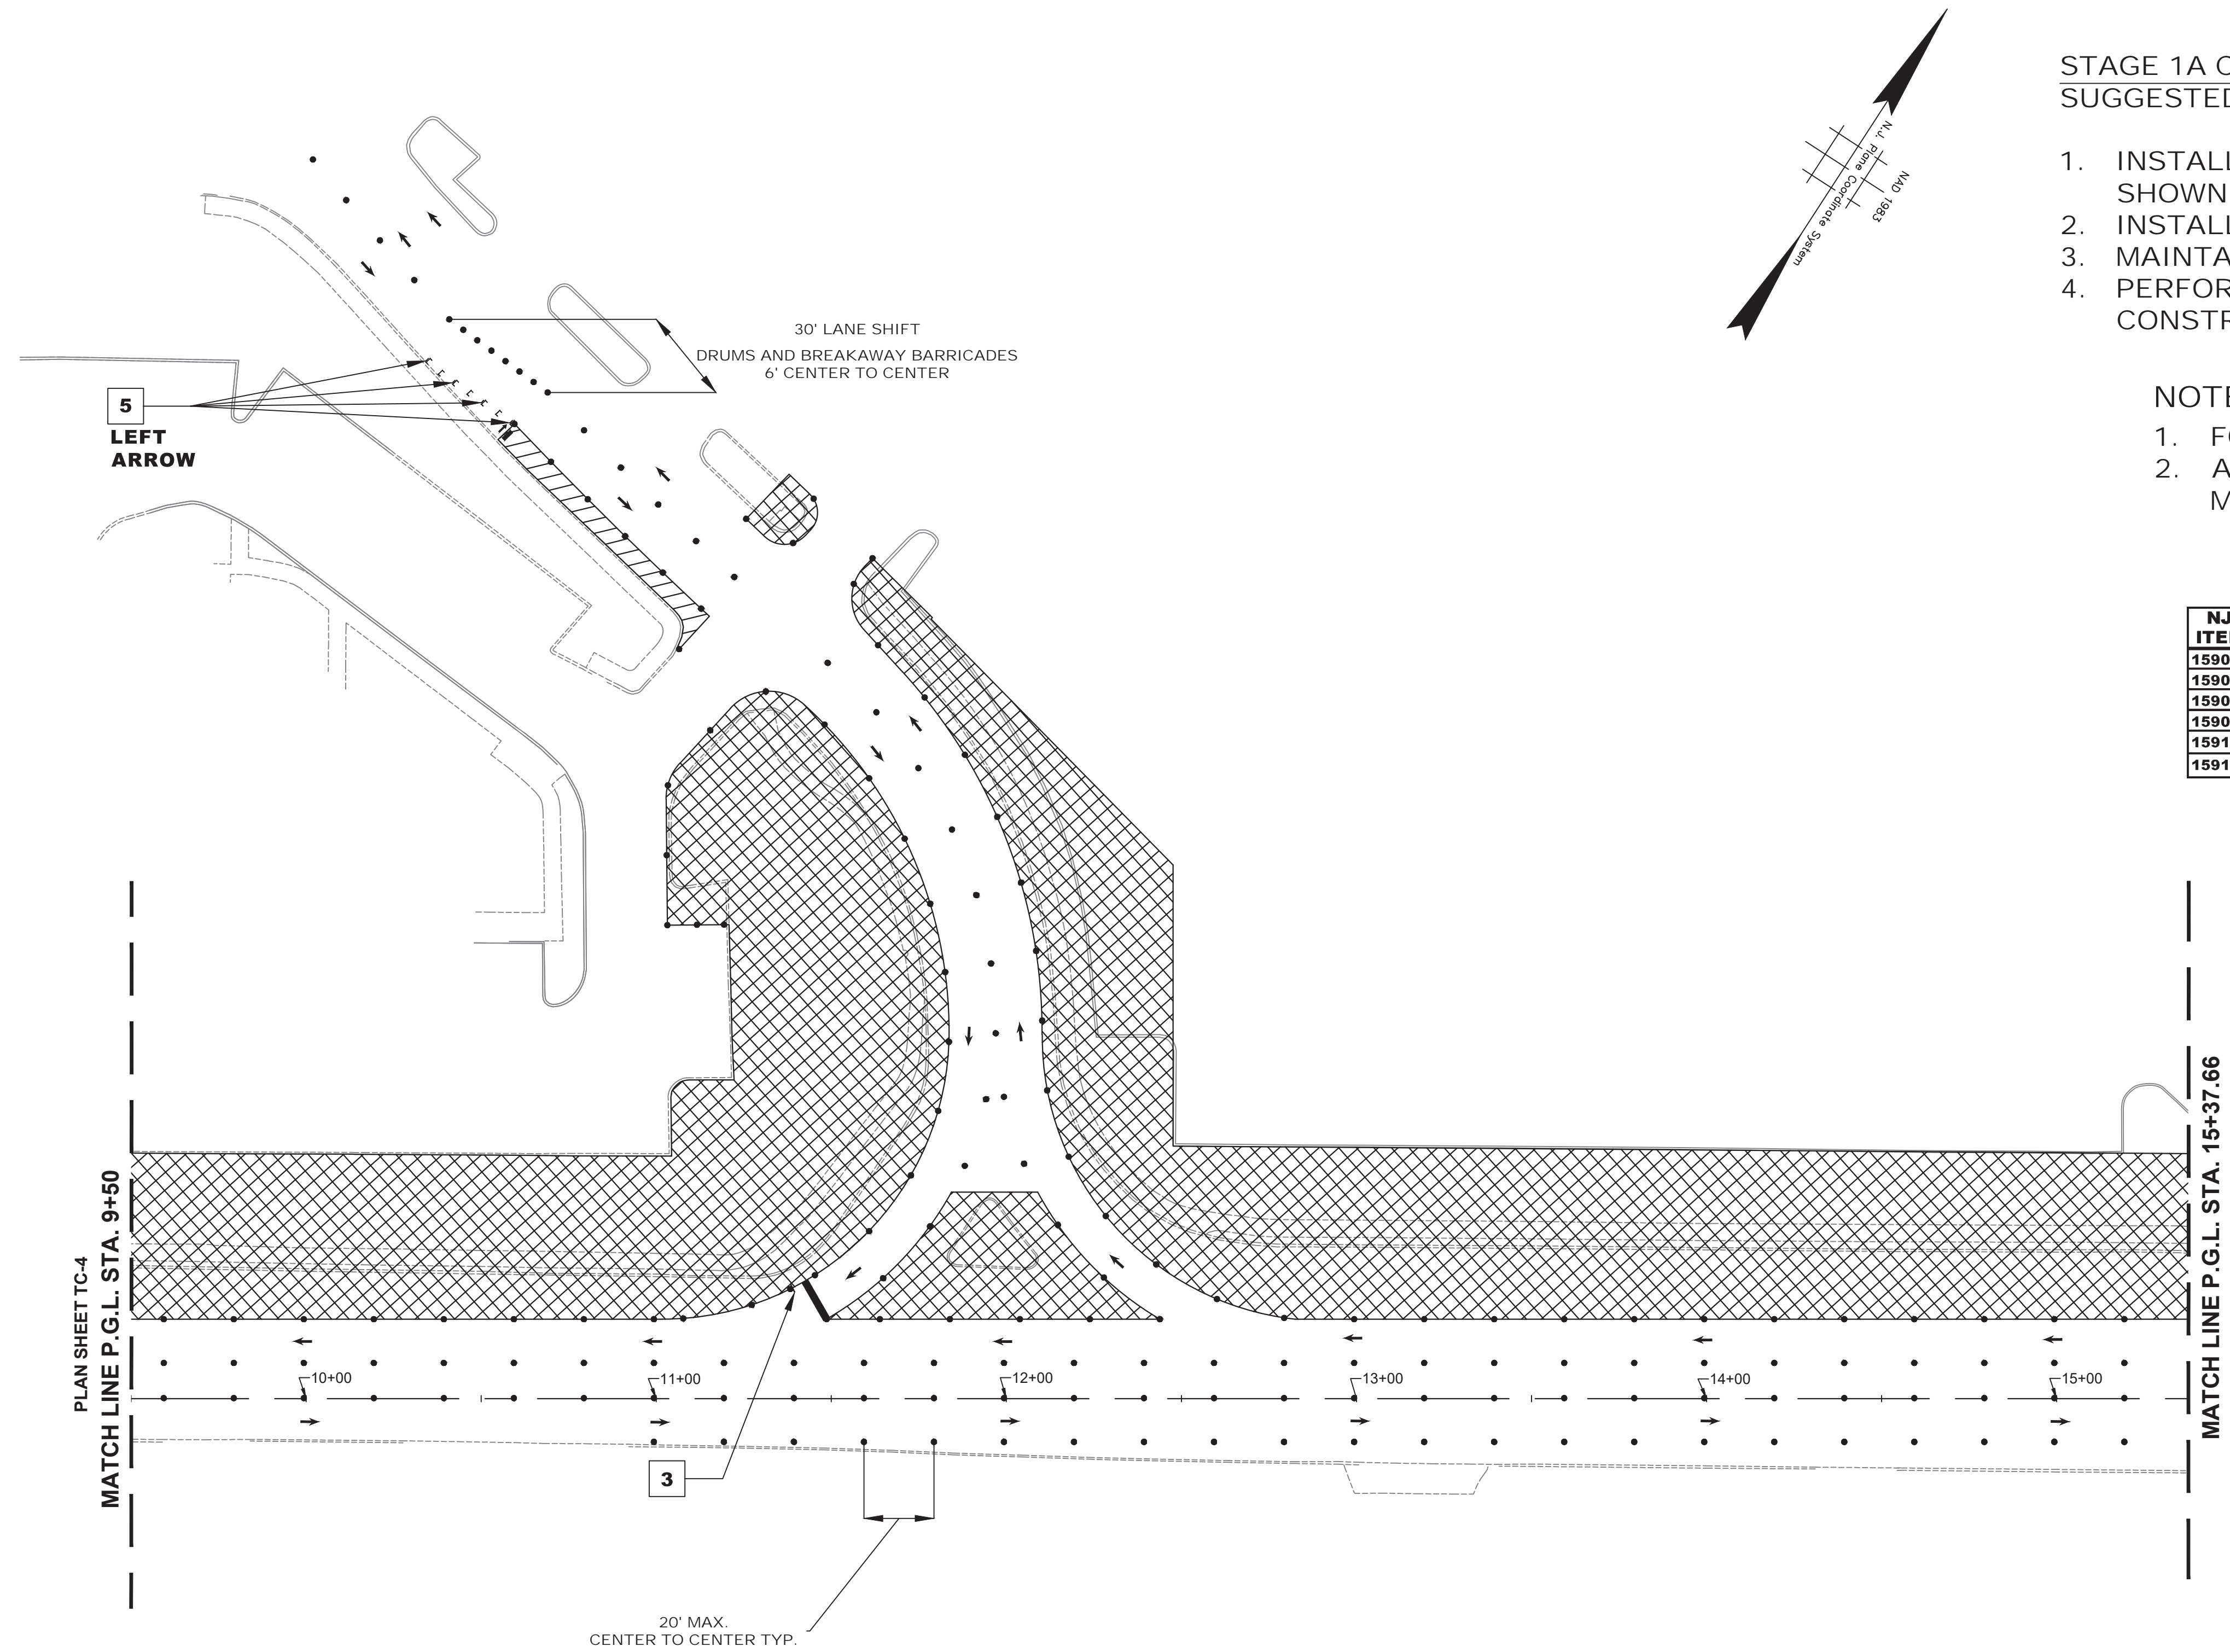 STAGE 1A C
SUGGESTED
1. INSTALL
SHOWN
2. INSTALL
3. MAINTA
4. PERFOR
CONSTR
NOTE
1. FO
2. A
M
N.J. Plane Coordinate System
NAD 1983
30' LANE SHIFT
DRUMS AND BREAKAWAY BARRICADES
6' CENTER TO CENTER
5
LEFT
ARROW
NJ
ITEM
1590
1590
1590
1590
1591
1591
PLAN SHEET TC-4
MATCH LINE P.G.L. STA. 9+50
MATCH LINE P.G.L. STA. 15+37.66
10+00
11+00
12+00
13+00
14+00
15+00
3
20' MAX.
CENTER TO CENTER TYP.